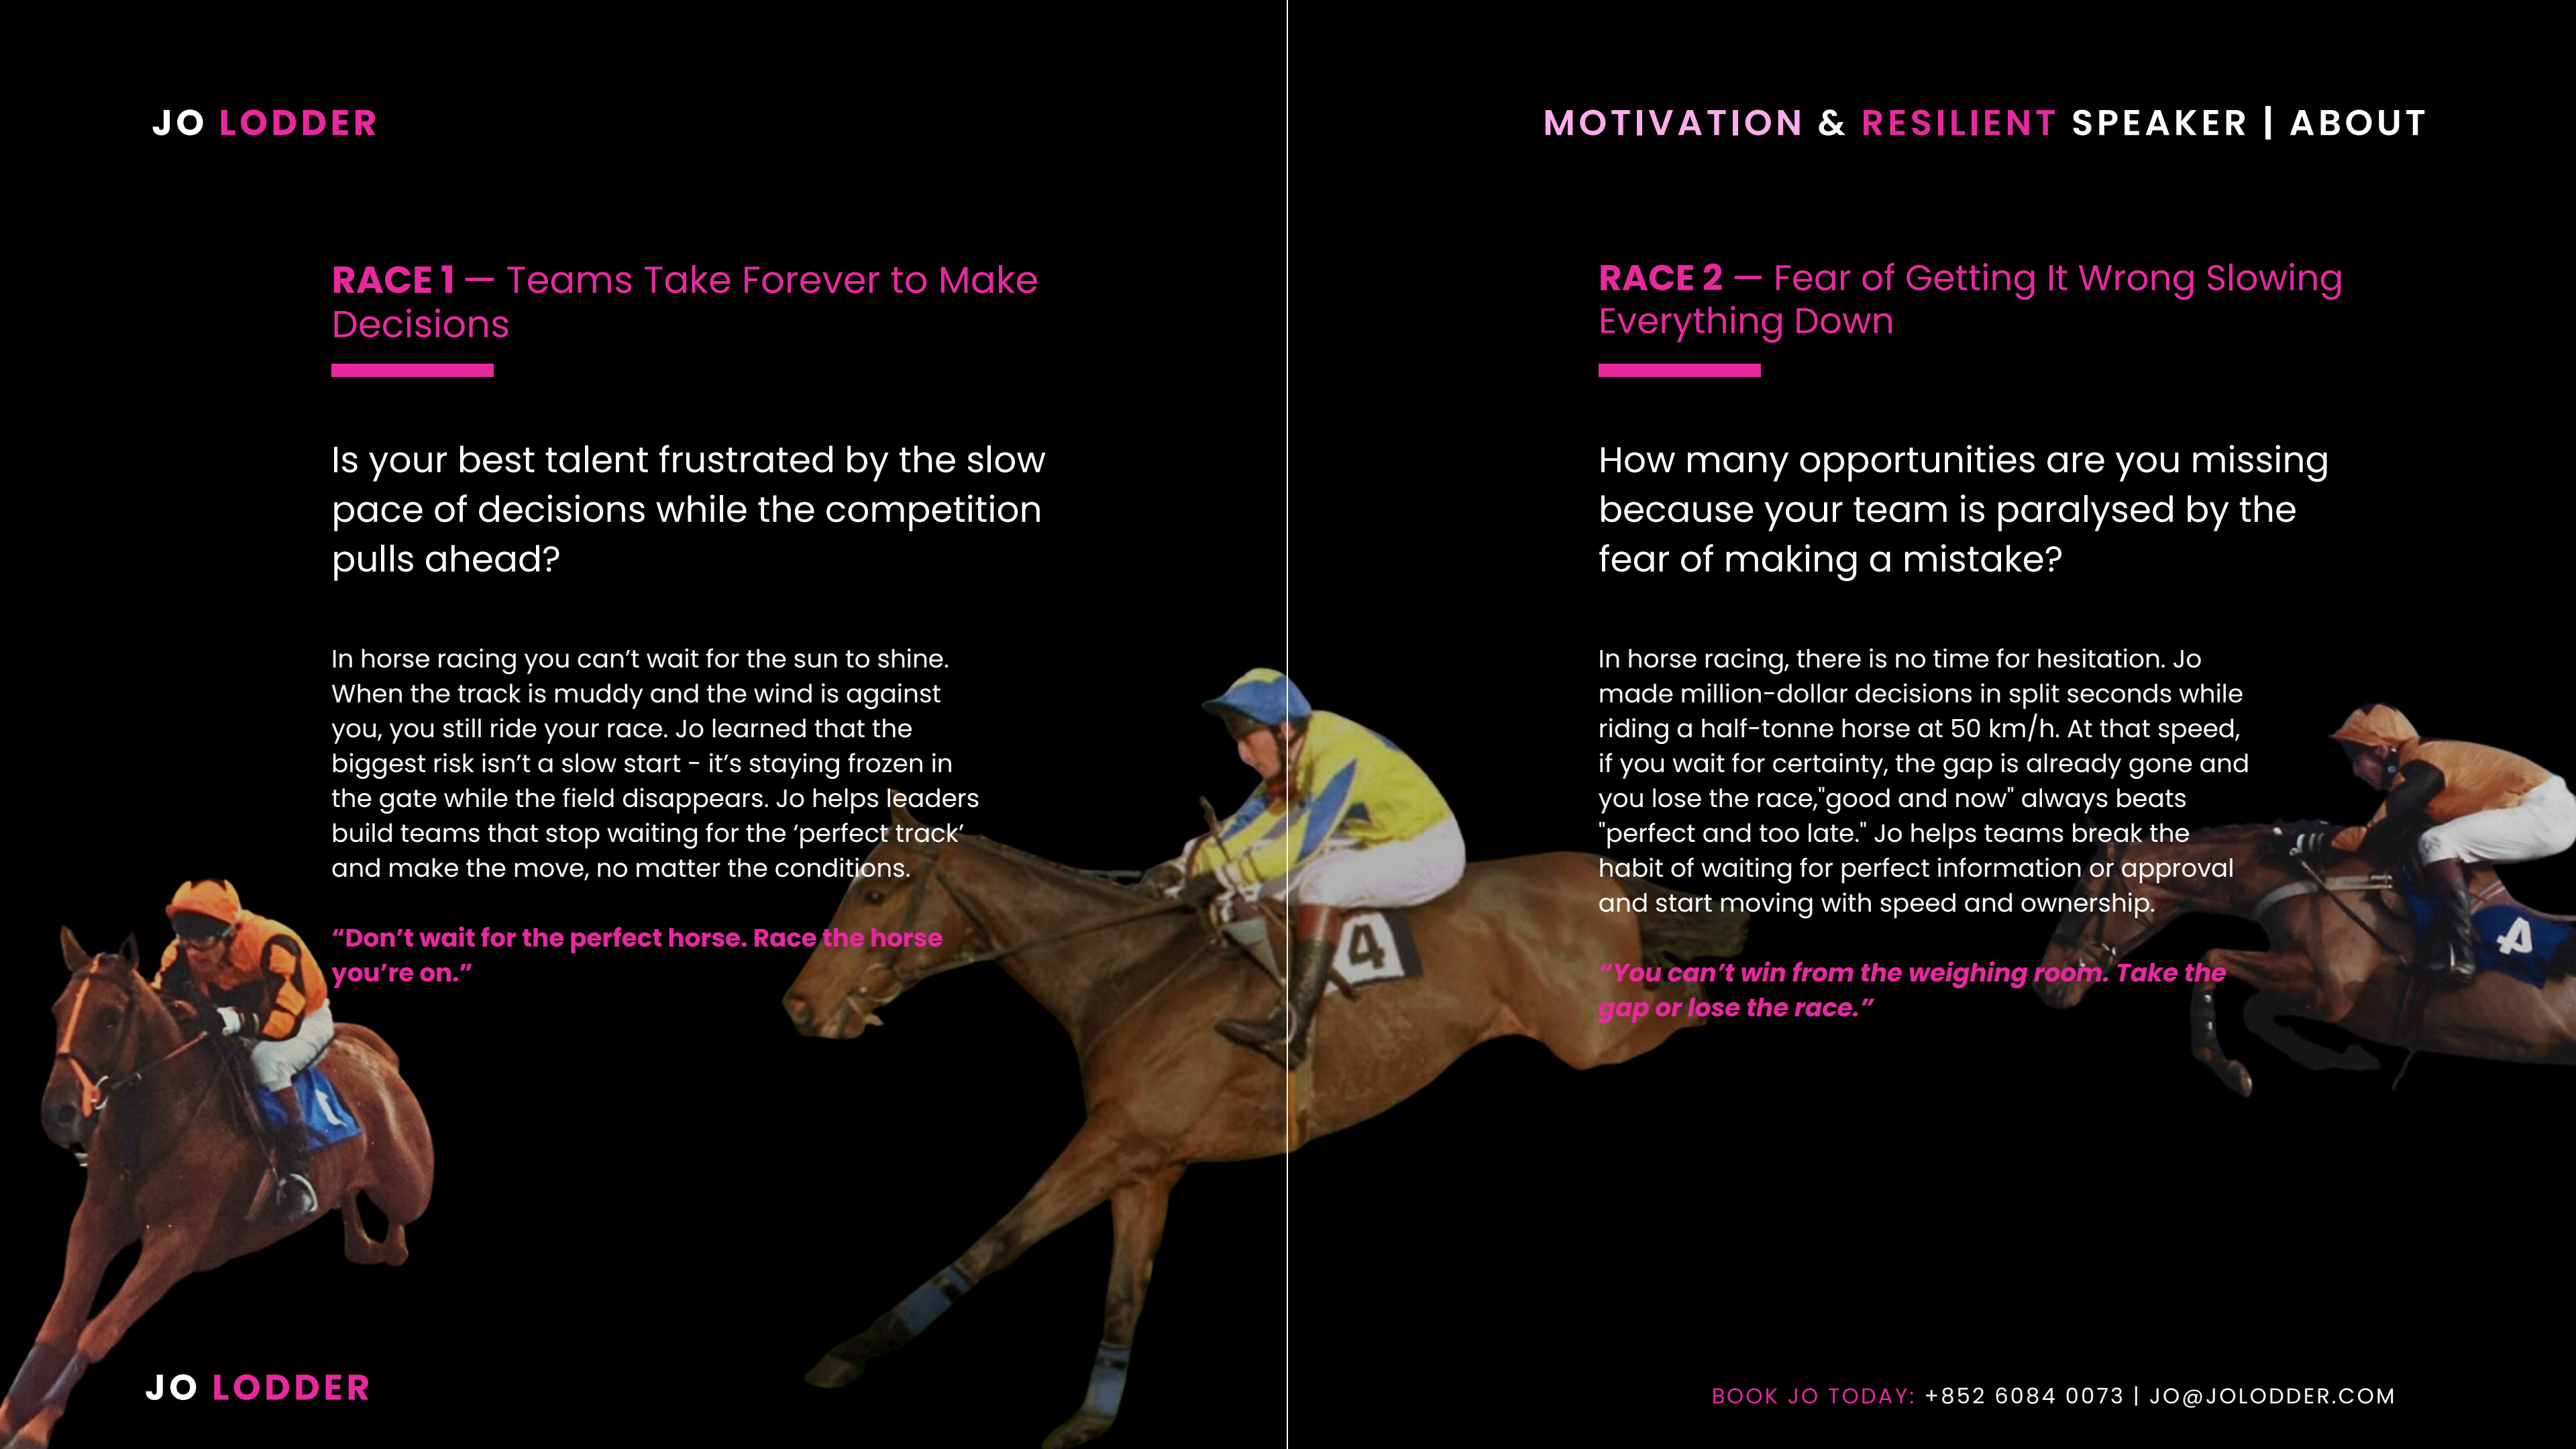 JO LODDER
MOTIVATION & RESILIENT SPEAKER | ABOUT
RACE 1 — Teams Take Forever to Make
Decisions
Is your best talent frustrated by the slow
pace of decisions while the competition
pulls ahead?
In horse racing you can’t wait for the sun to shine.
When the track is muddy and the wind is against
you, you still ride your race. Jo learned that the
biggest risk isn’t a slow start - it’s staying frozen in
the gate while the field disappears. Jo helps leaders
build teams that stop waiting for the ‘perfect track’
and make the move, no matter the conditions.
“Don’t wait for the perfect horse. Race the horse
you’re on.”
1
4
RACE 2 — Fear of Getting It Wrong Slowing
Everything Down
How many opportunities are you missing
because your team is paralysed by the
fear of making a mistake?
In horse racing, there is no time for hesitation. Jo
made million-dollar decisions in split seconds while
riding a half-tonne horse at 50 km/h. At that speed,
if you wait for certainty, the gap is already gone and
you lose the race,"good and now" always beats
"perfect and too late." Jo helps teams break the
habit of waiting for perfect information or approval
and start moving with speed and ownership.
“You can’t win from the weighing room. Take the
gap or lose the race.”
4
JO LODDER
BOOK JO TODAY: +852 6084 0073 | JO@JOLODDER.COM